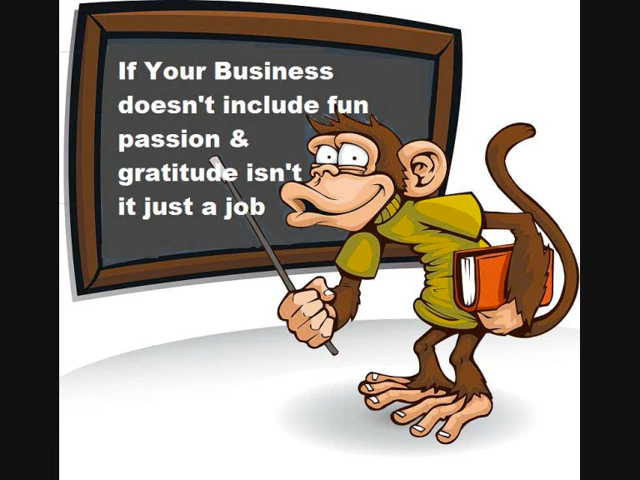 If Your Business
doesn't include fun
passion &
gratitude isn't
it just a job